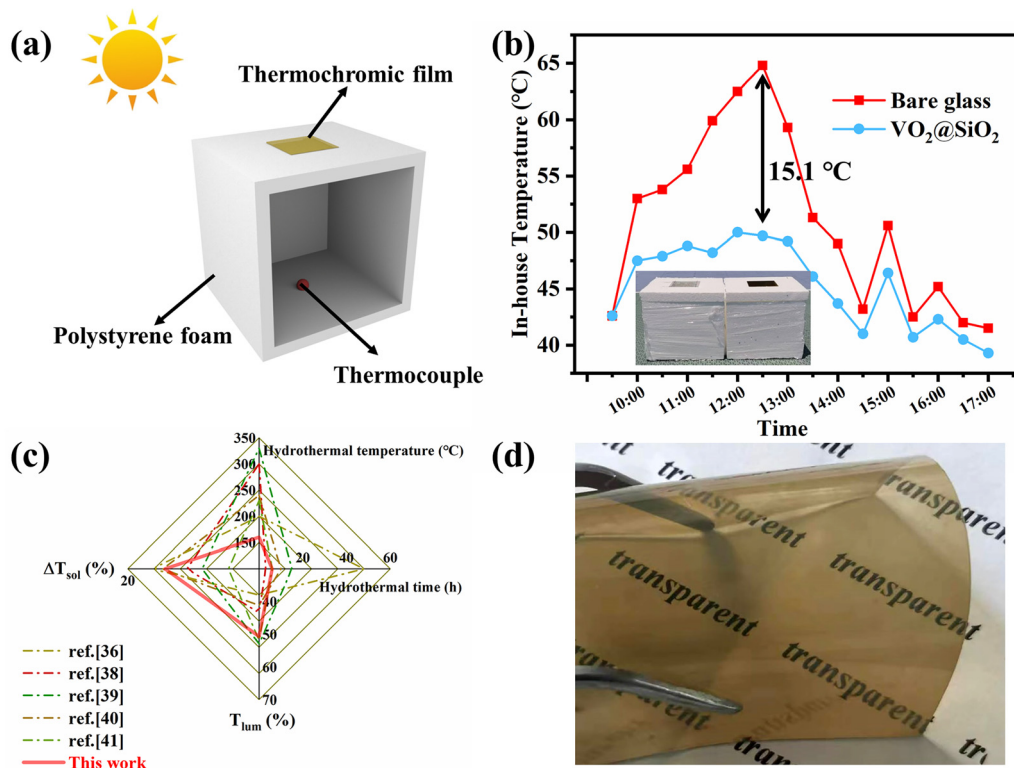 (a)
Thermochromic film
Polystyrene foam
Thermocouple
(b)
In-house Temperature (°C)
65
60
55
50
45
40
Bare glass
VO₂@SiO₂
15.1 °C
10:00
11:00
12:00
13:00
14:00
15:00
16:00
17:00
Time
(c)
350
Hydrothermal temperature (°C)
300
250
200
150
ΔTsol (%)
20
20
40
60
Hydrothermal time (h)
40
50
60
70
Tlum (%)
ref.[36]
ref.[38]
ref.[39]
ref.[40]
ref.[41]
This work
(d)
transparent
transparent
transparent
transparent
transparent
transparent
transparent